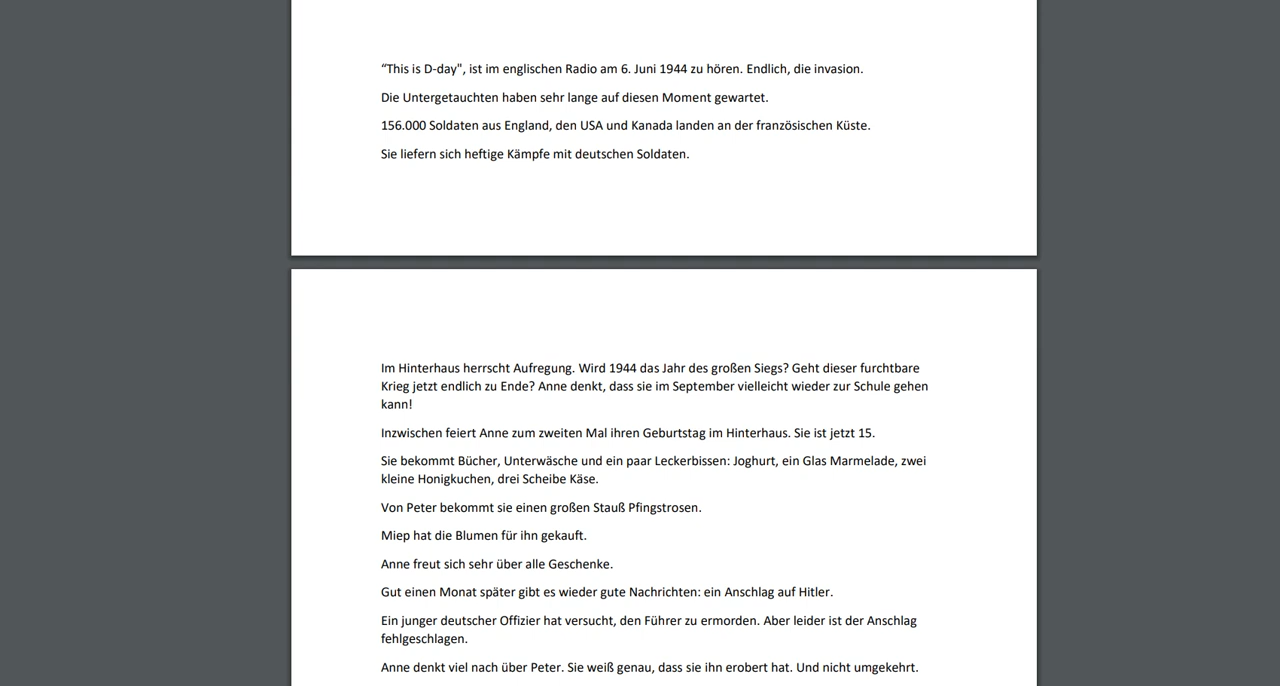 “This is D-day", ist im englischen Radio am 6. Juni 1944 zu hören. Endlich, die invasion.
Die Untergetauchten haben sehr lange auf diesen Moment gewartet.
156.000 Soldaten aus England, den USA und Kanada landen an der französischen Küste.
Sie liefern sich heftige Kämpfe mit deutschen Soldaten.
Im Hinterhaus herrscht Aufregung. Wird 1944 das Jahr des großen Siegs? Geht dieser furchtbare
Krieg jetzt endlich zu Ende? Anne denkt, dass sie im September vielleicht wieder zur Schule gehen
kann!
Inzwischen feiert Anne zum zweiten Mal ihren Geburtstag im Hinterhaus. Sie ist jetzt 15.
Sie bekommt Bücher, Unterwäsche und ein paar Leckerbissen: Joghurt, ein Glas Marmelade, zwei
kleine Honigkuchen, drei Scheibe Käse.
Von Peter bekommt sie einen großen Stauß Pfingstrosen.
Miep hat die Blumen für ihn gekauft.
Anne freut sich sehr über alle Geschenke.
Gut einen Monat später gibt es wieder gute Nachrichten: ein Anschlag auf Hitler.
Ein junger deutscher Offizier hat versucht, den Führer zu ermorden. Aber leider ist der Anschlag
fehlgeschlagen.
Anne denkt viel nach über Peter. Sie weiß genau, dass sie ihn erobert hat. Und nicht umgekehrt.